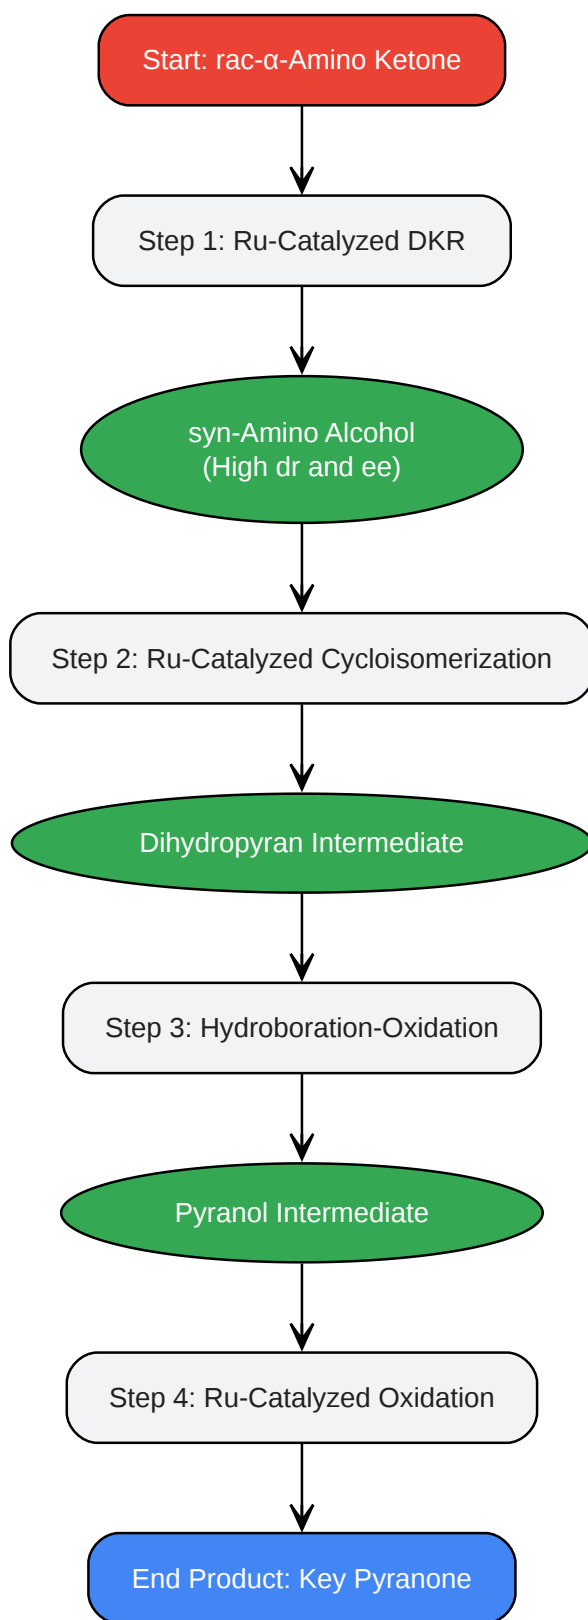 Start: rac-α-Amino Ketone
Step 1: Ru-Catalyzed DKR
syn-Amino Alcohol
(High dr and ee)
Step 2: Ru-Catalyzed Cycloisomerization
Dihydropyran Intermediate
Step 3: Hydroboration-Oxidation
Pyranol Intermediate
Step 4: Ru-Catalyzed Oxidation
End Product: Key Pyranone